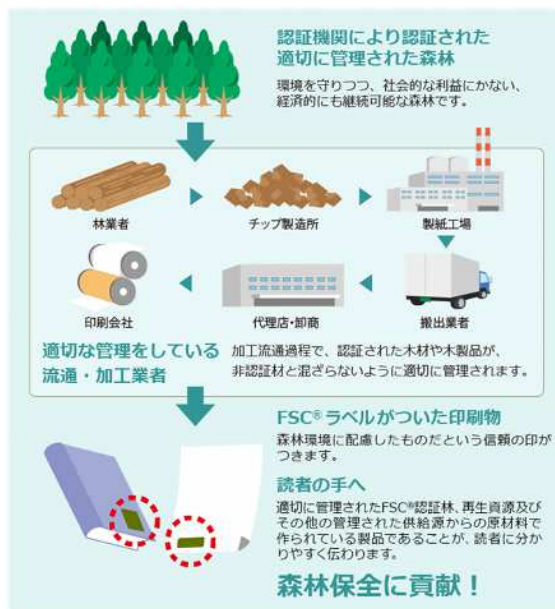 認証機関により認証された
適切に管理された森林
環境を守りつつ、社会的な利益にかない、
経済的にも継続可能な森林です。
林業者
チップ製造所
製紙工場
印刷会社
代理店・卸商
搬出業者
適切な管理をしている
流通・加工業者
加工流通過程で、認証された木材や木製品が、
非認証材と混ざらないように適切に管理されます。
FSC®ラベルがついた印刷物
森林環境に配慮したものだという信頼の印が
つきます。
読者の手へ
適切に管理されたFSC®認証林、再生資源及び
その他の管理された供給源からの原材料で
作られている製品であることが、読者に分か
りやすく伝わります。
森林保全に貢献！